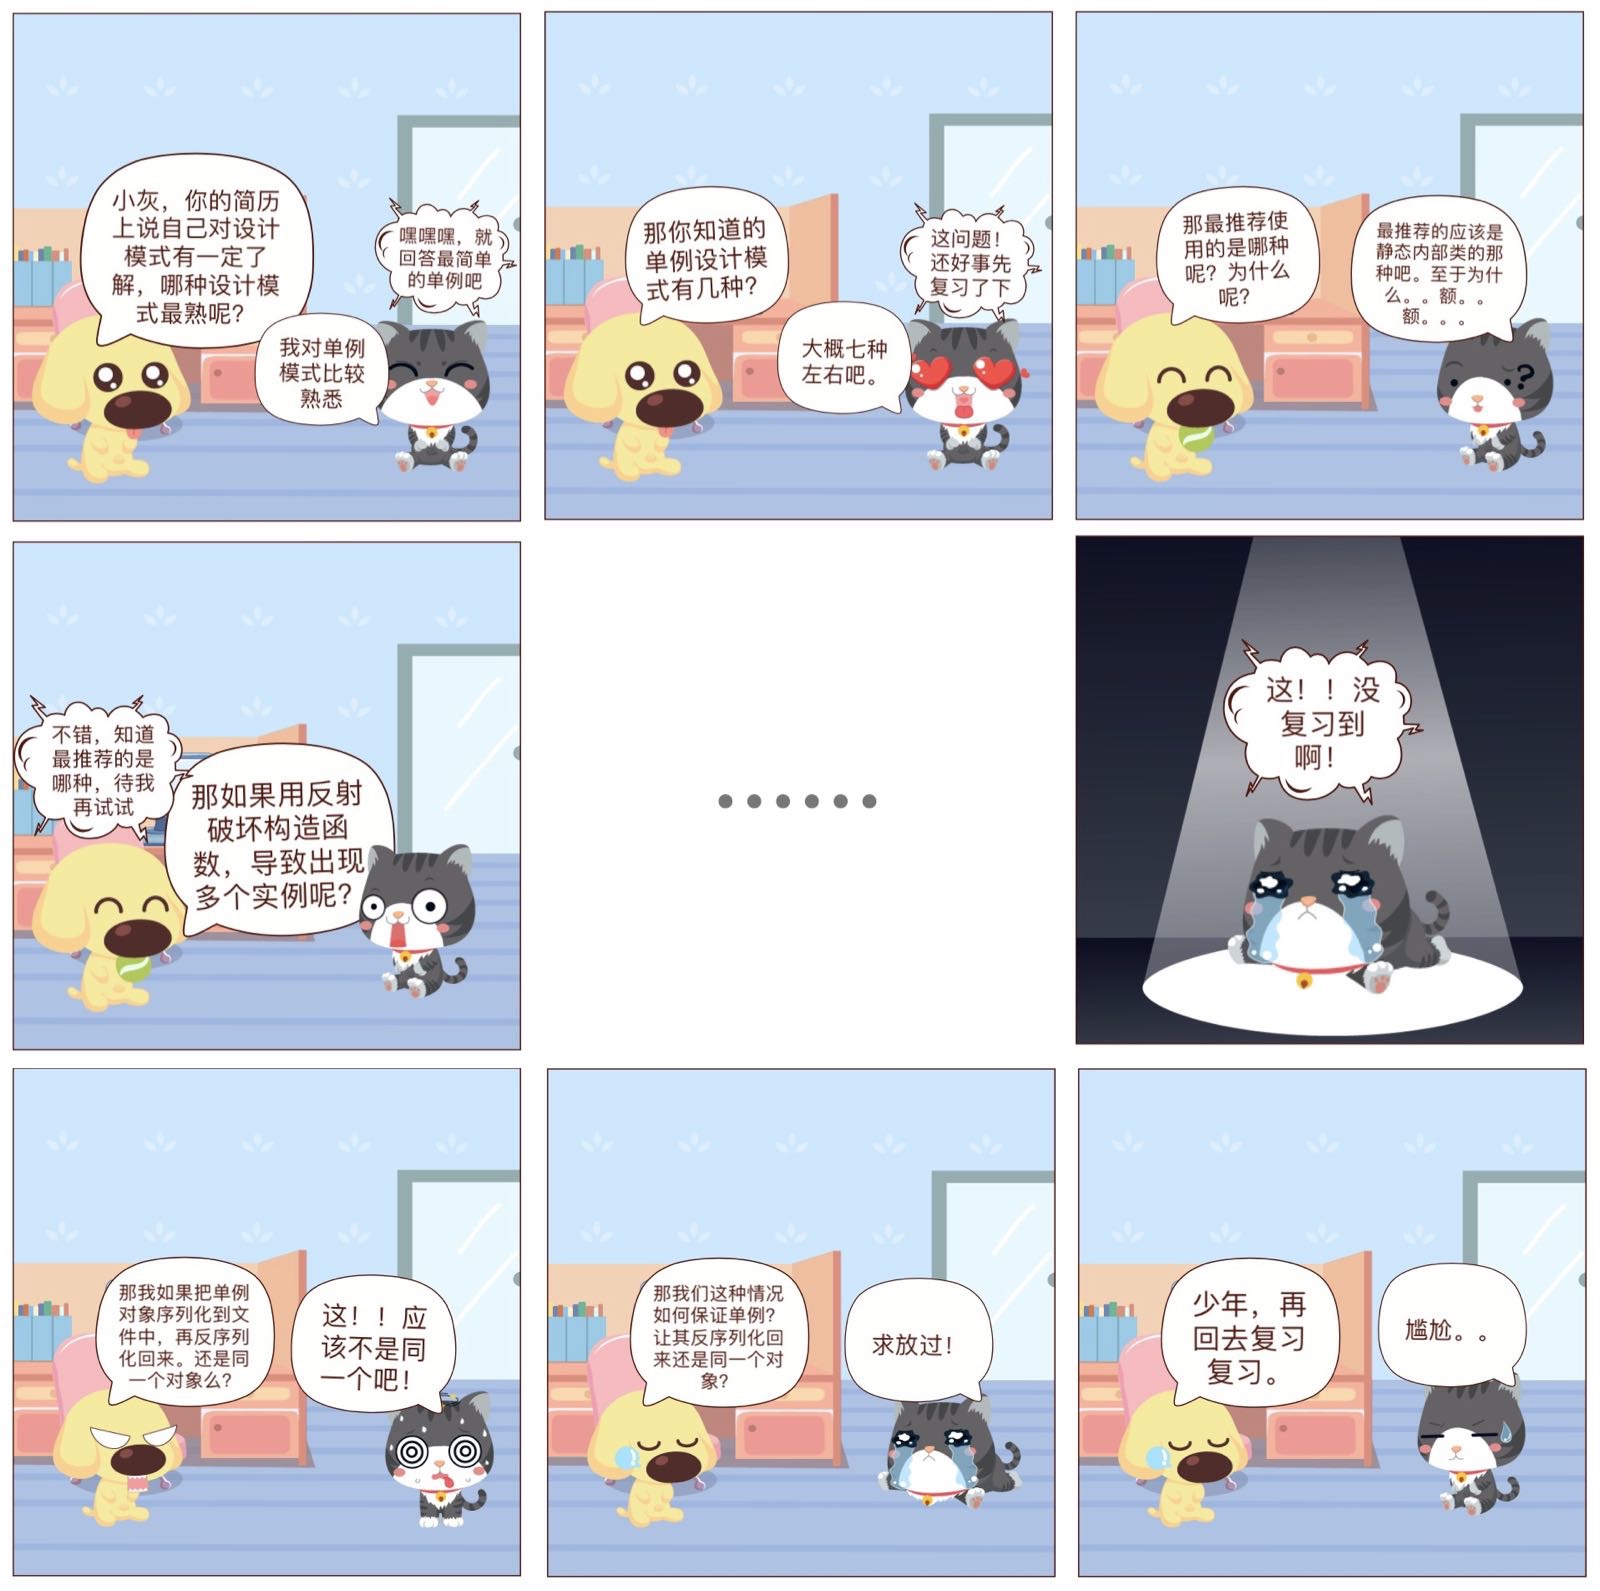 小灰，你的简历
上说自己对设计
模式有一定了
解，哪种设计模
式最熟呢？
嘿嘿嘿，就
回答最简单
的单例吧
我对单例
模式比较
熟悉
那你知道的
单例设计模
式有几种？
这问题！
还好事先
复习了下
大概七种
左右吧。
那最推荐使
用的是哪种
呢？为什么
呢？
最推荐的应该是
静态内部类的那
种吧。至于为什
么。。额。。
额。。。
不错，知道
最推荐的是
哪种，待我
再试试
那如果用反射
破坏构造函
数，导致出现
多个实例呢？
......
这！！没
复习到
啊！
那我如果把单例
对象序列化到文
件中，再反序列
化回来。还是同
一个对象么？
这！！应
该不是同
一个吧！
那我们这种情况
如何保证单例？
让其反序列化回
来还是同一个对
象？
求放过！
少年，再
回去复习
复习。
尴尬。。